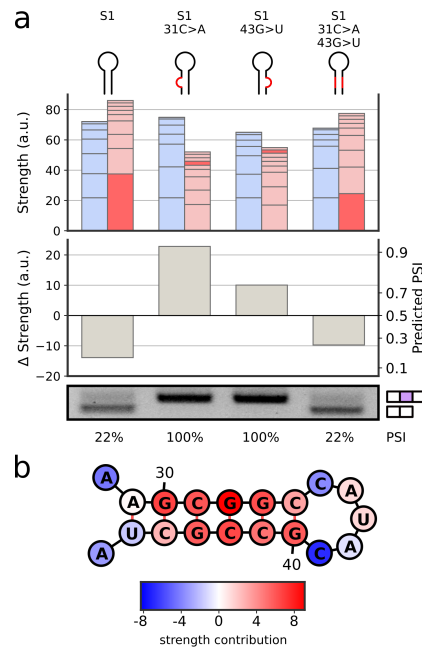 a
S1
S1
31C>A
S1
43G>U
S1
31C>A
43G>U
Strength (a.u.)
80
60
40
20
0
Δ Strength (a.u.)
20
10
0
−10
−20
Predicted PSI
0.9
0.7
0.5
0.3
0.1
22% 100% 100% 22% PSI
b
30
A
A G C G G C C A
U
U C G C C G C A
A
40
-8 -4 0 4 8
strength contribution